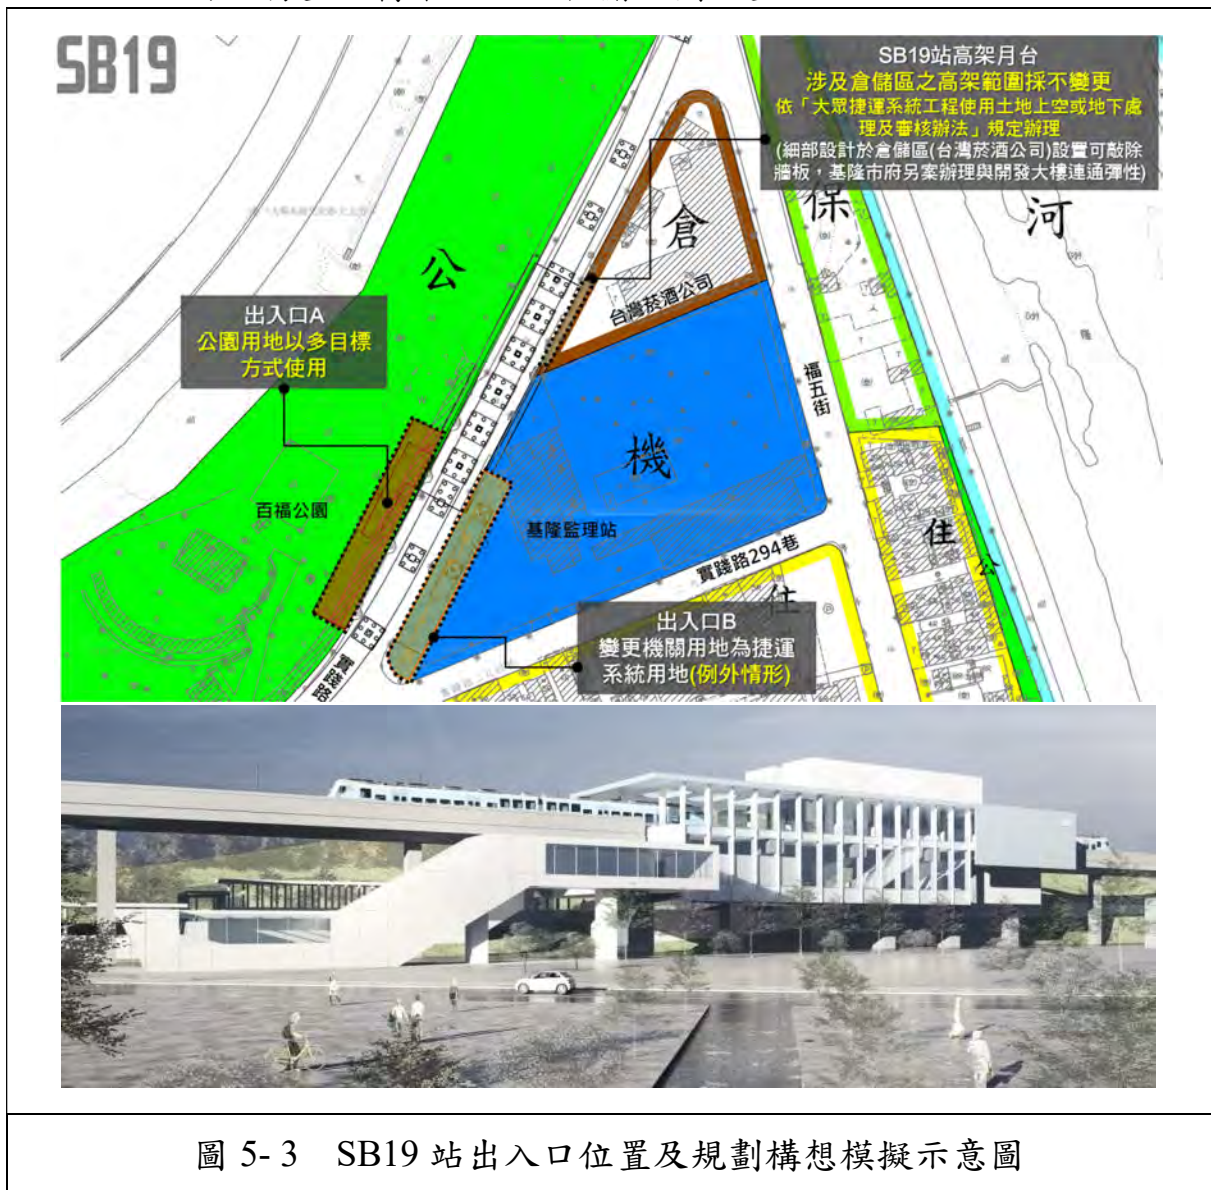 SB19
SB19站高架月台
涉及倉儲區之高架範圍採不變更
依「大眾捷運系統工程使用土地上空或地下處
理及審核辦法」規定辦理
(細部設計於倉儲區(台灣菸酒公司)設置可敲除
牆板，基隆市府另案辦理與開發大樓連通彈性)
倉
保
河
公
台灣菸酒公司
出入口A
公園用地以多目標
方式使用
福五街
機
百福公園
基隆監理站
住
公
實踐路294巷
住
出入口B
變更機關用地為捷運
系統用地(例外情形)
實踐路
圖 5- 3 SB19 站出入口位置及規劃構想模擬示意圖